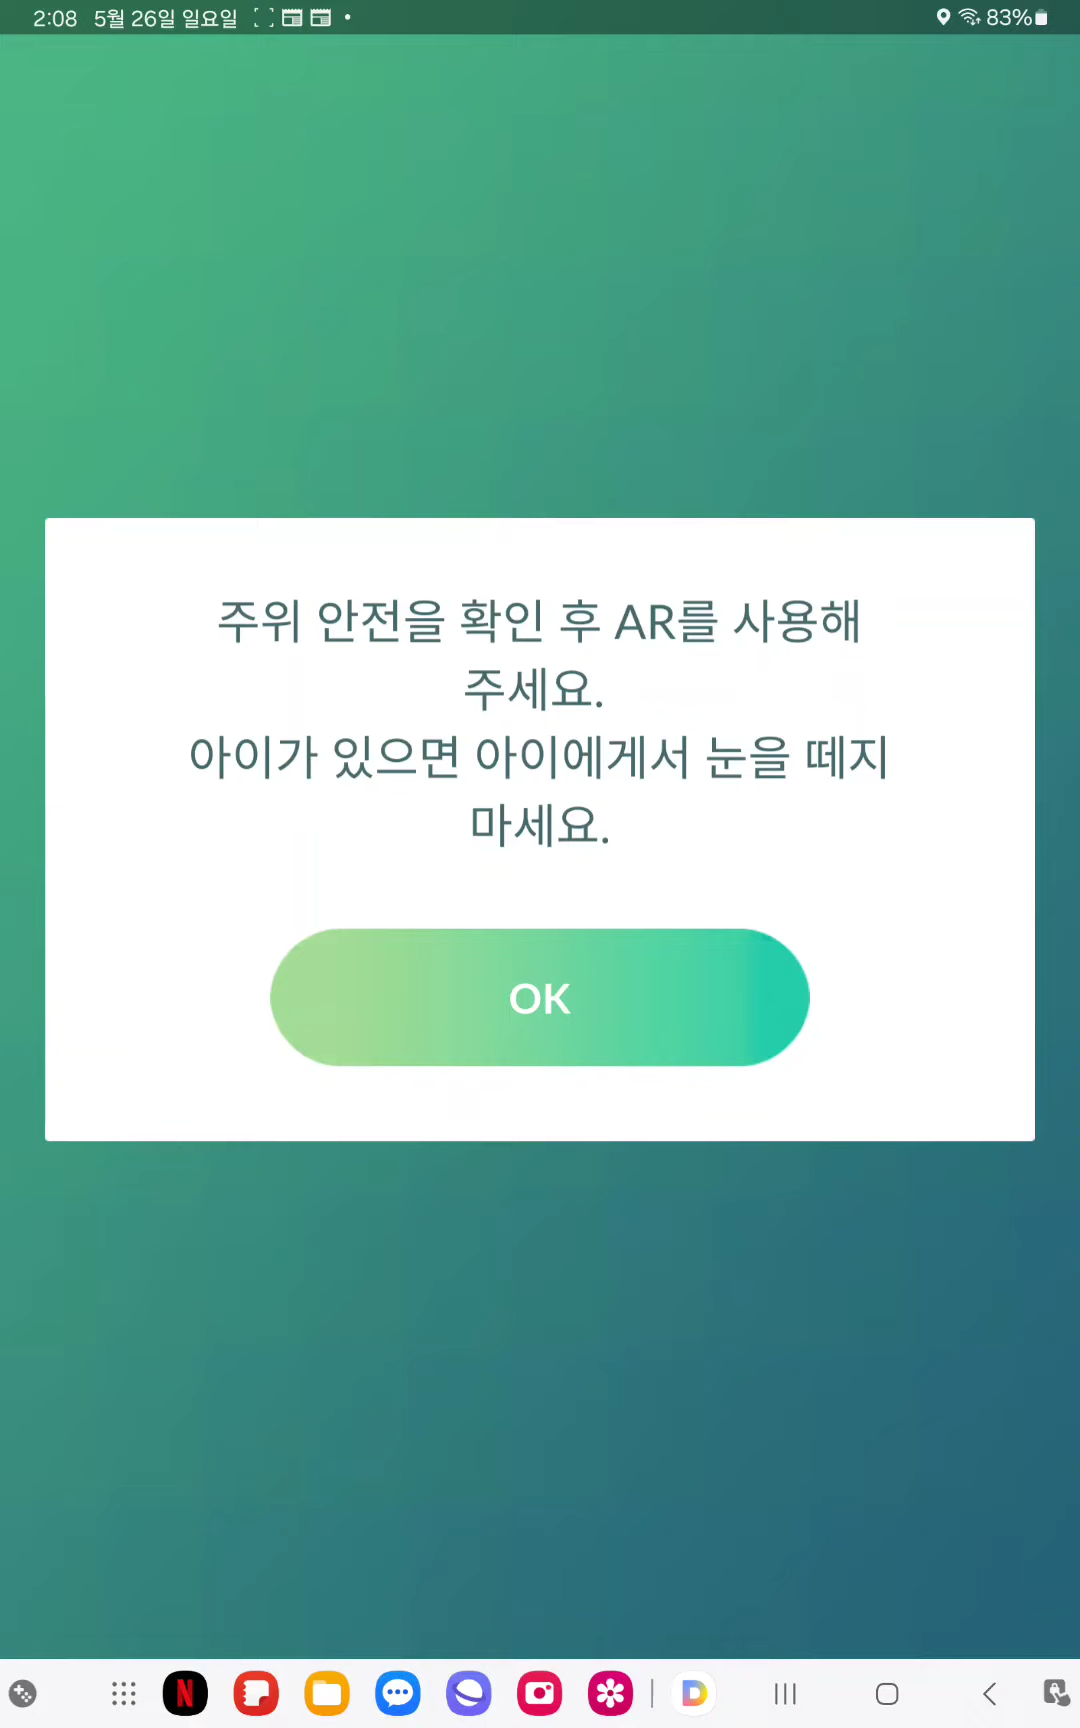 2:08 5월 26일 일요일 83%
주위 안전을 확인 후 AR를 사용해
주세요.
아이가 있으면 아이에게서 눈을 떼지
마세요.
OK
N
D